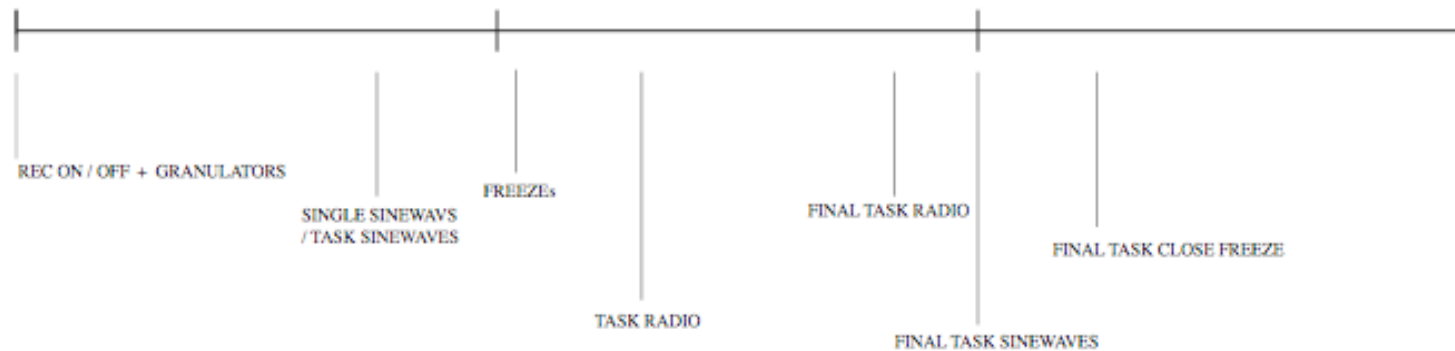 REC ON / OFF + GRANULATORS
SINGLE SINEWAVS
/ TASK SINEWAVES
FREEZEs
TASK RADIO
FINAL TASK RADIO
FINAL TASK SINEWAVES
FINAL TASK CLOSE FREEZE